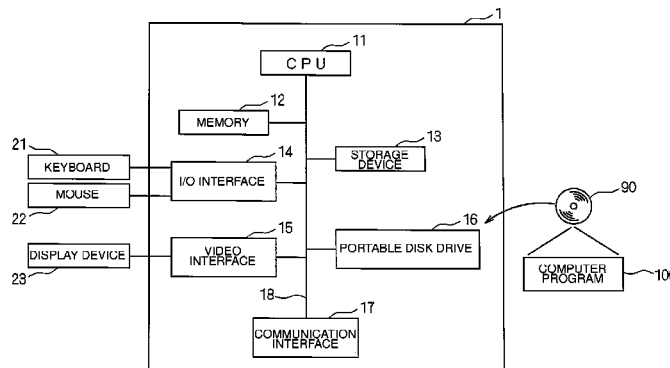 1
11
CPU
12
MEMORY
13
STORAGE
DEVICE
21
KEYBOARD
14
I/O INTERFACE
MOUSE
22
90
16
PORTABLE DISK DRIVE
15
VIDEO
INTERFACE
DISPLAY DEVICE
23
COMPUTER
PROGRAM
10
18
17
COMMUNICATION
INTERFACE